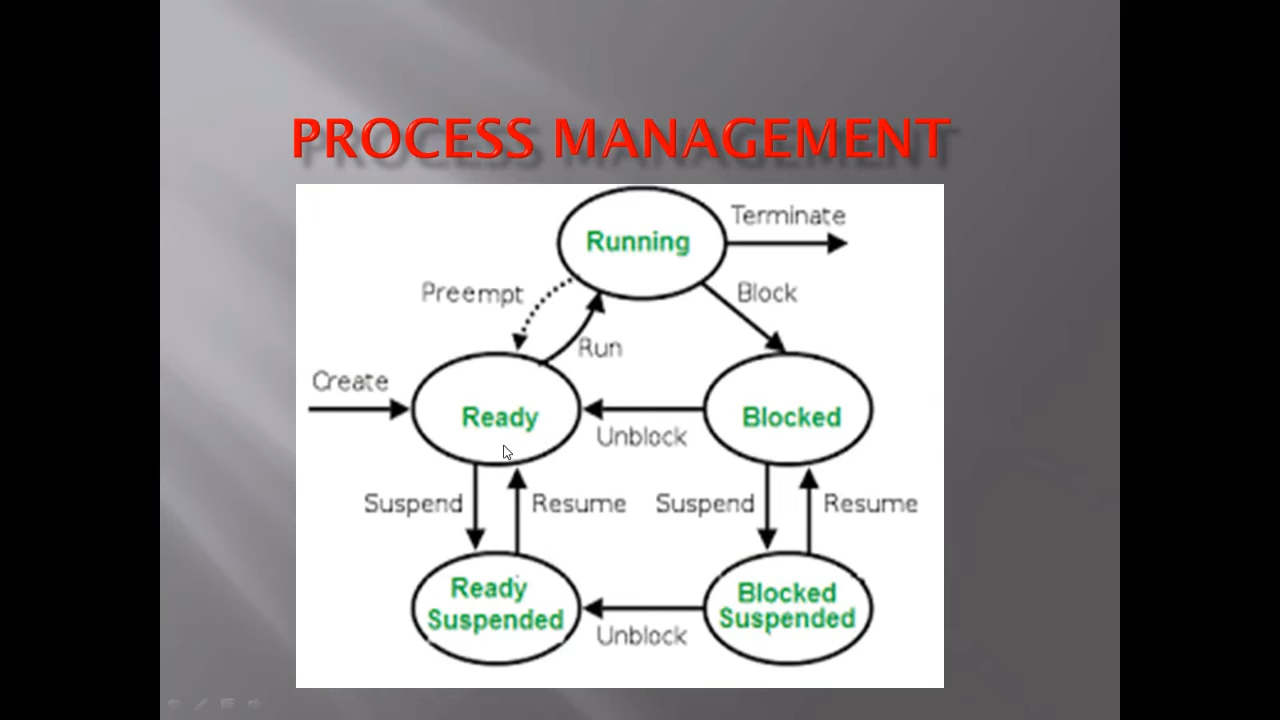 PROCESS MANAGEMENT
Terminate
Running
Preempt
Block
Run
Create
Ready
Blocked
Unblock
Suspend
Resume
Suspend
Resume
Ready
Suspended
Blocked
Suspended
Unblock